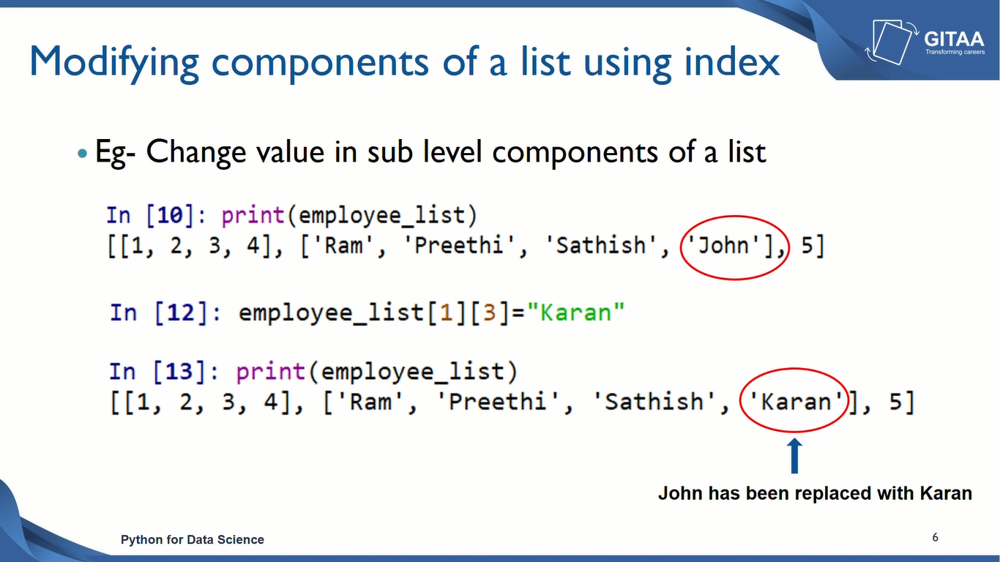 GITAA
Transforming careers
Modifying components of a list using index
• Eg- Change value in sub level components of a list
In [10]: print(employee_list)
[[1, 2, 3, 4], ['Ram', 'Preethi', 'Sathish', 'John'], 5]
In [12]: employee_list[1][3]="Karan"
In [13]: print(employee_list)
[[1, 2, 3, 4], ['Ram', 'Preethi', 'Sathish', 'Karan'], 5]
John has been replaced with Karan
Python for Data Science
6